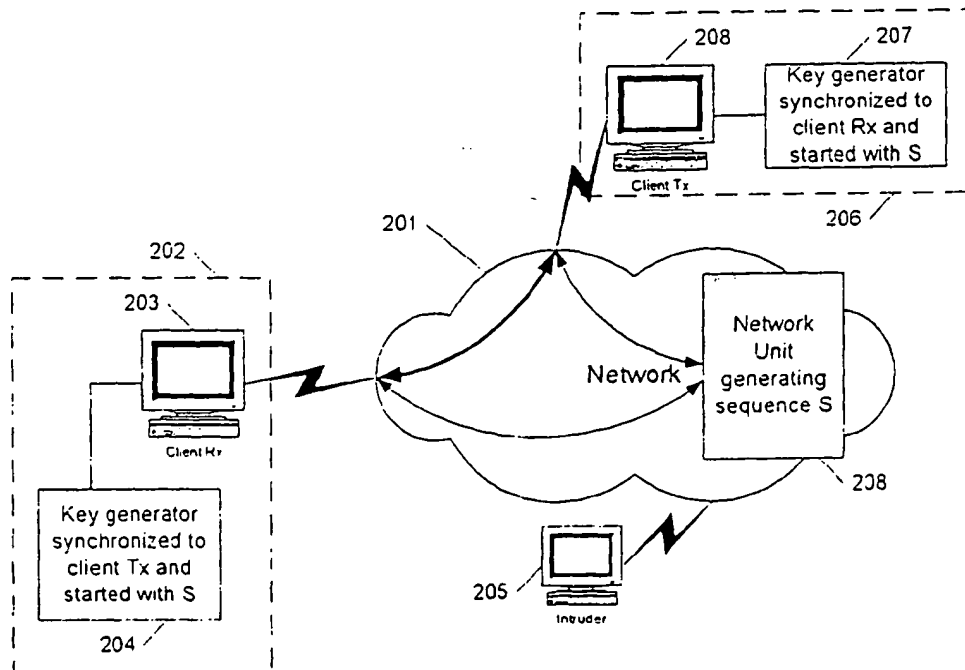 208
207
Key generator
synchronized to
client Rx and
started with S
Client Tx
206
201
202
203
Client Rx
Network
Network
Unit
generating
sequence S
208
Key generator
synchronized to
client Tx and
started with S
204
205
Intruder